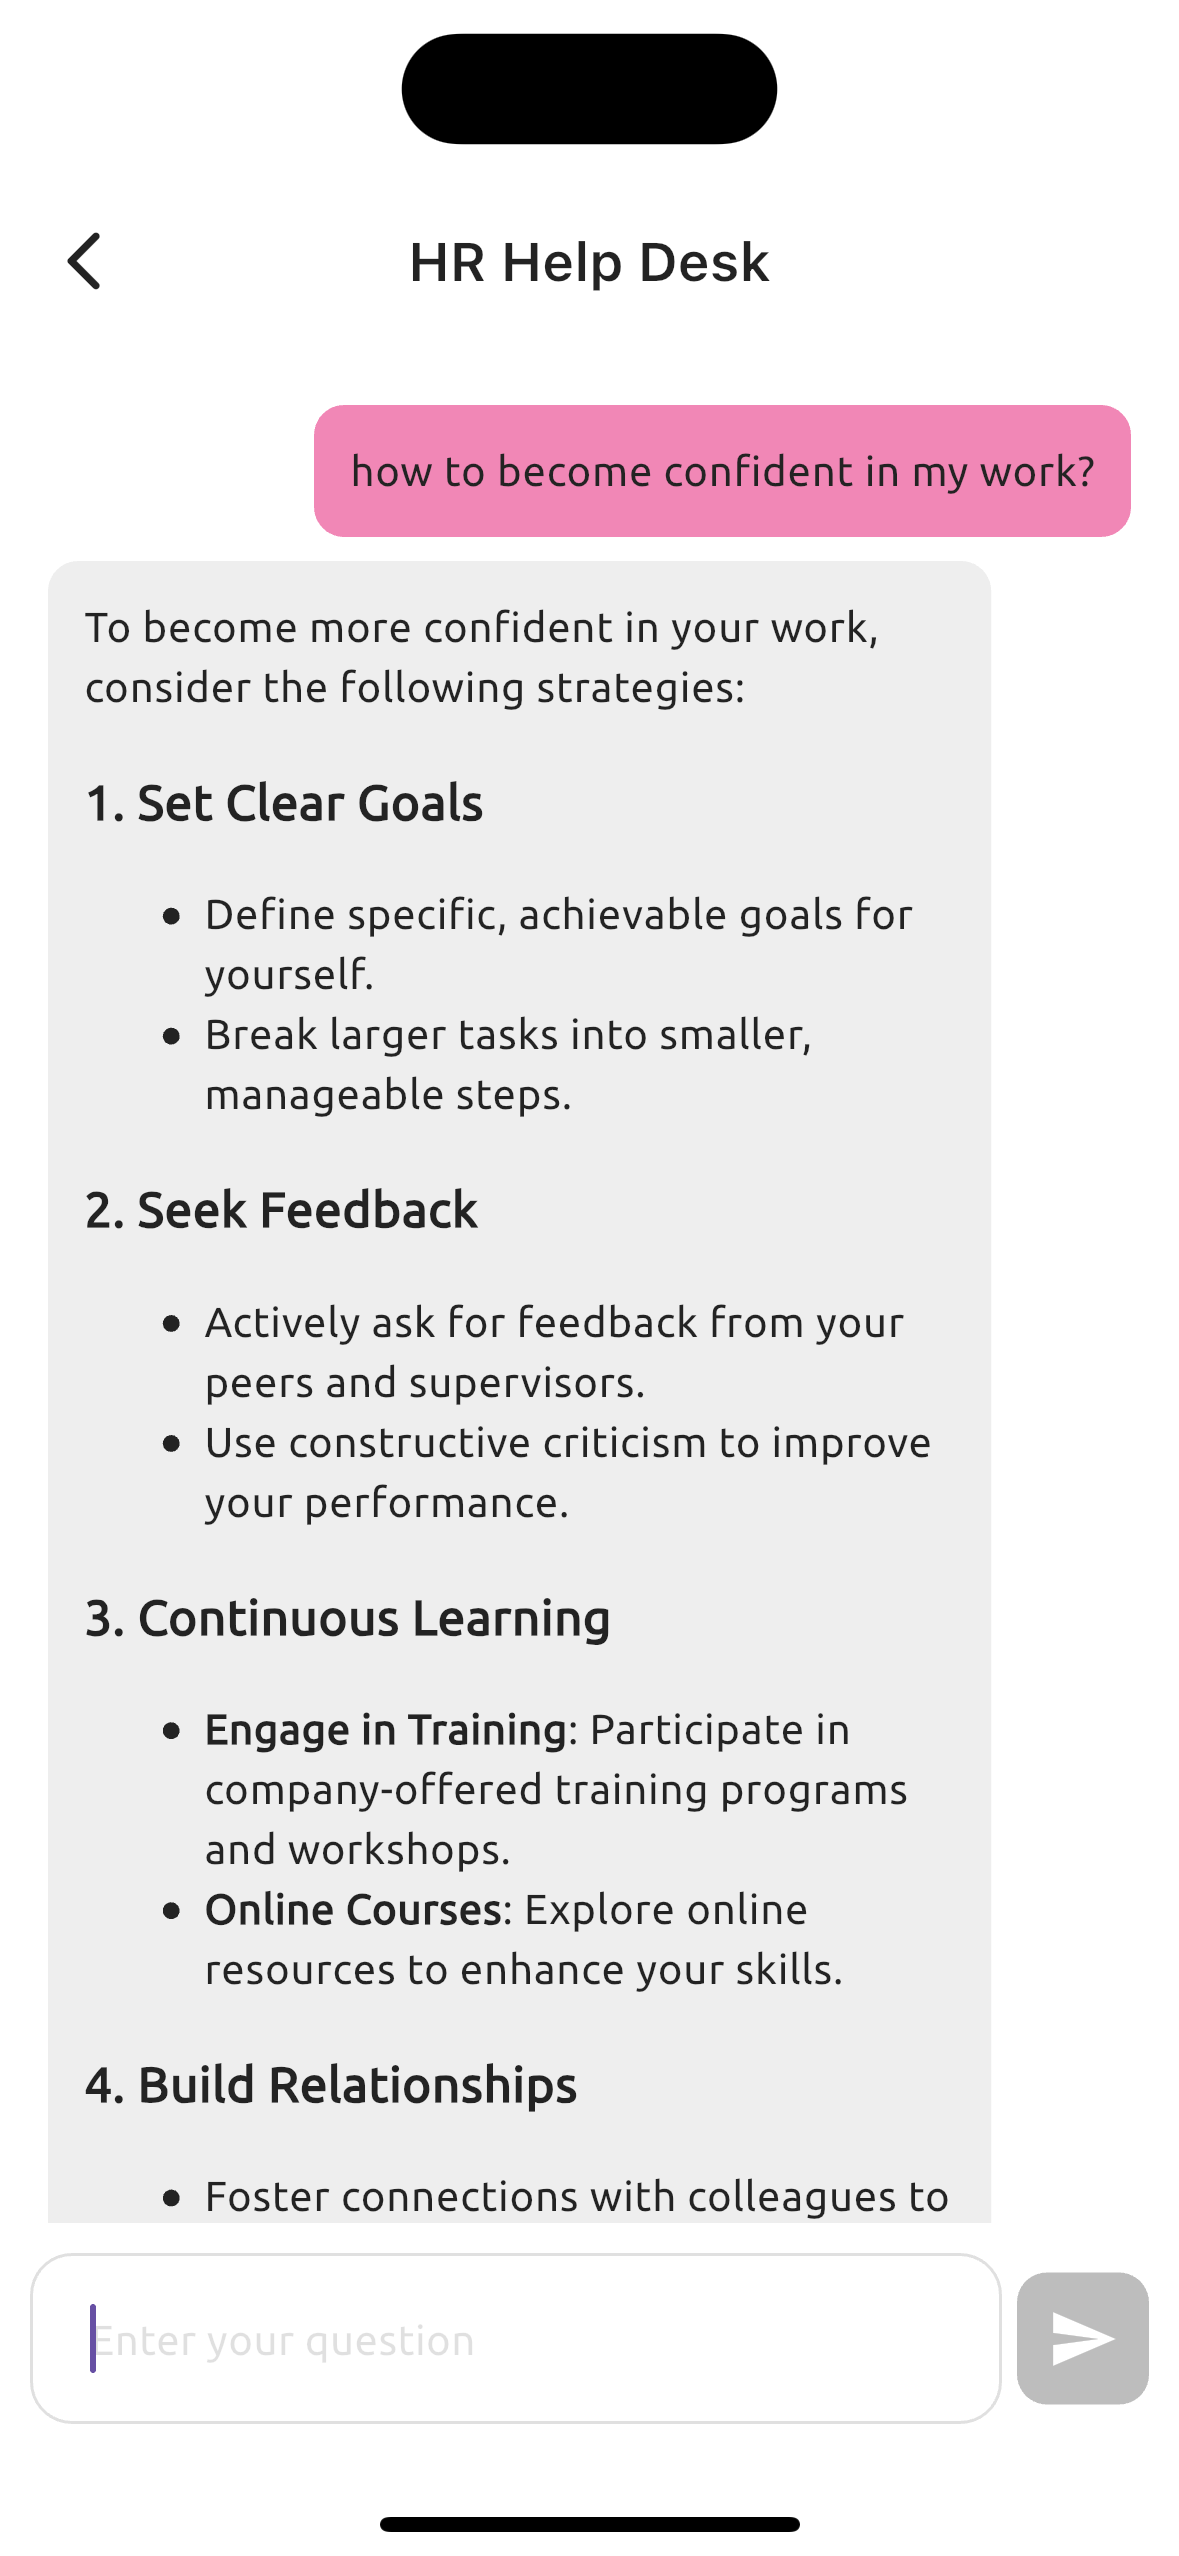 HR Help Desk
how to become confident in my work?
To become more confident in your work,
consider the following strategies:
1. Set Clear Goals
• Define specific, achievable goals for
yourself.
• Break larger tasks into smaller,
manageable steps.
2. Seek Feedback
• Actively ask for feedback from your
peers and supervisors.
• Use constructive criticism to improve
your performance.
3. Continuous Learning
• Engage in Training: Participate in
company-offered training programs
and workshops.
• Online Courses: Explore online
resources to enhance your skills.
4. Build Relationships
• Foster connections with colleagues to
Enter your question